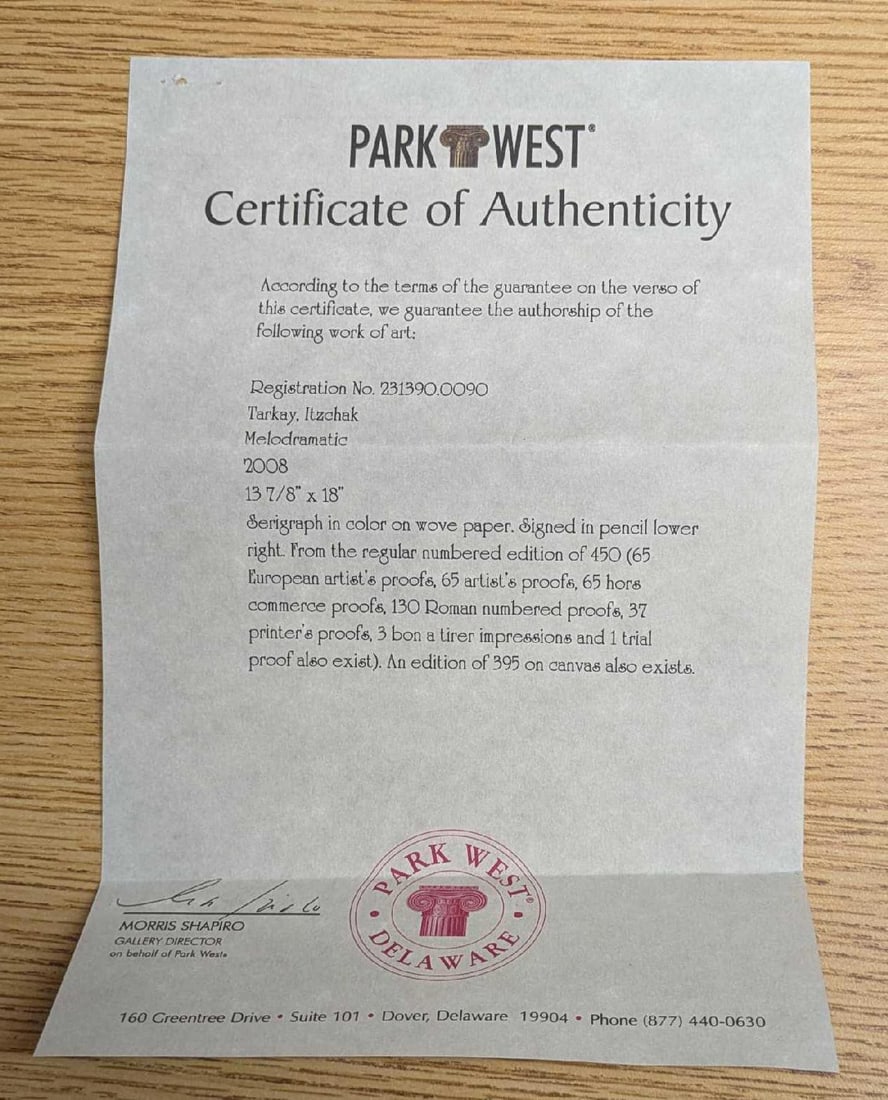 PARK WEST®
Certificate of Authenticity
According to the terms of the guarantee on the verso of
this certificate, we guarantee the authorship of the
following work of art:
Registration No. 231390.0090
Tarkay, Itzchak
Melodramatic
2008
13 7/8" x 18"
Serigraph in color on wove paper. Signed in pencil lower
right. From the regular numbered edition of 450 (65
European artist's proofs, 65 artist's proofs, 65 hors
commerce proofs, 130 Roman numbered proofs, 37
printer's proofs, 3 bon a tirer impressions and 1 trial
proof also exist). An edition of 395 on canvas also exists.
PARK WEST®
DELAWARE
MORRIS SHAPIRO
GALLERY DIRECTOR
on behalf of Park West®
160 Greentree Drive • Suite 101 • Dover, Delaware 19904 • Phone (877) 440-0630